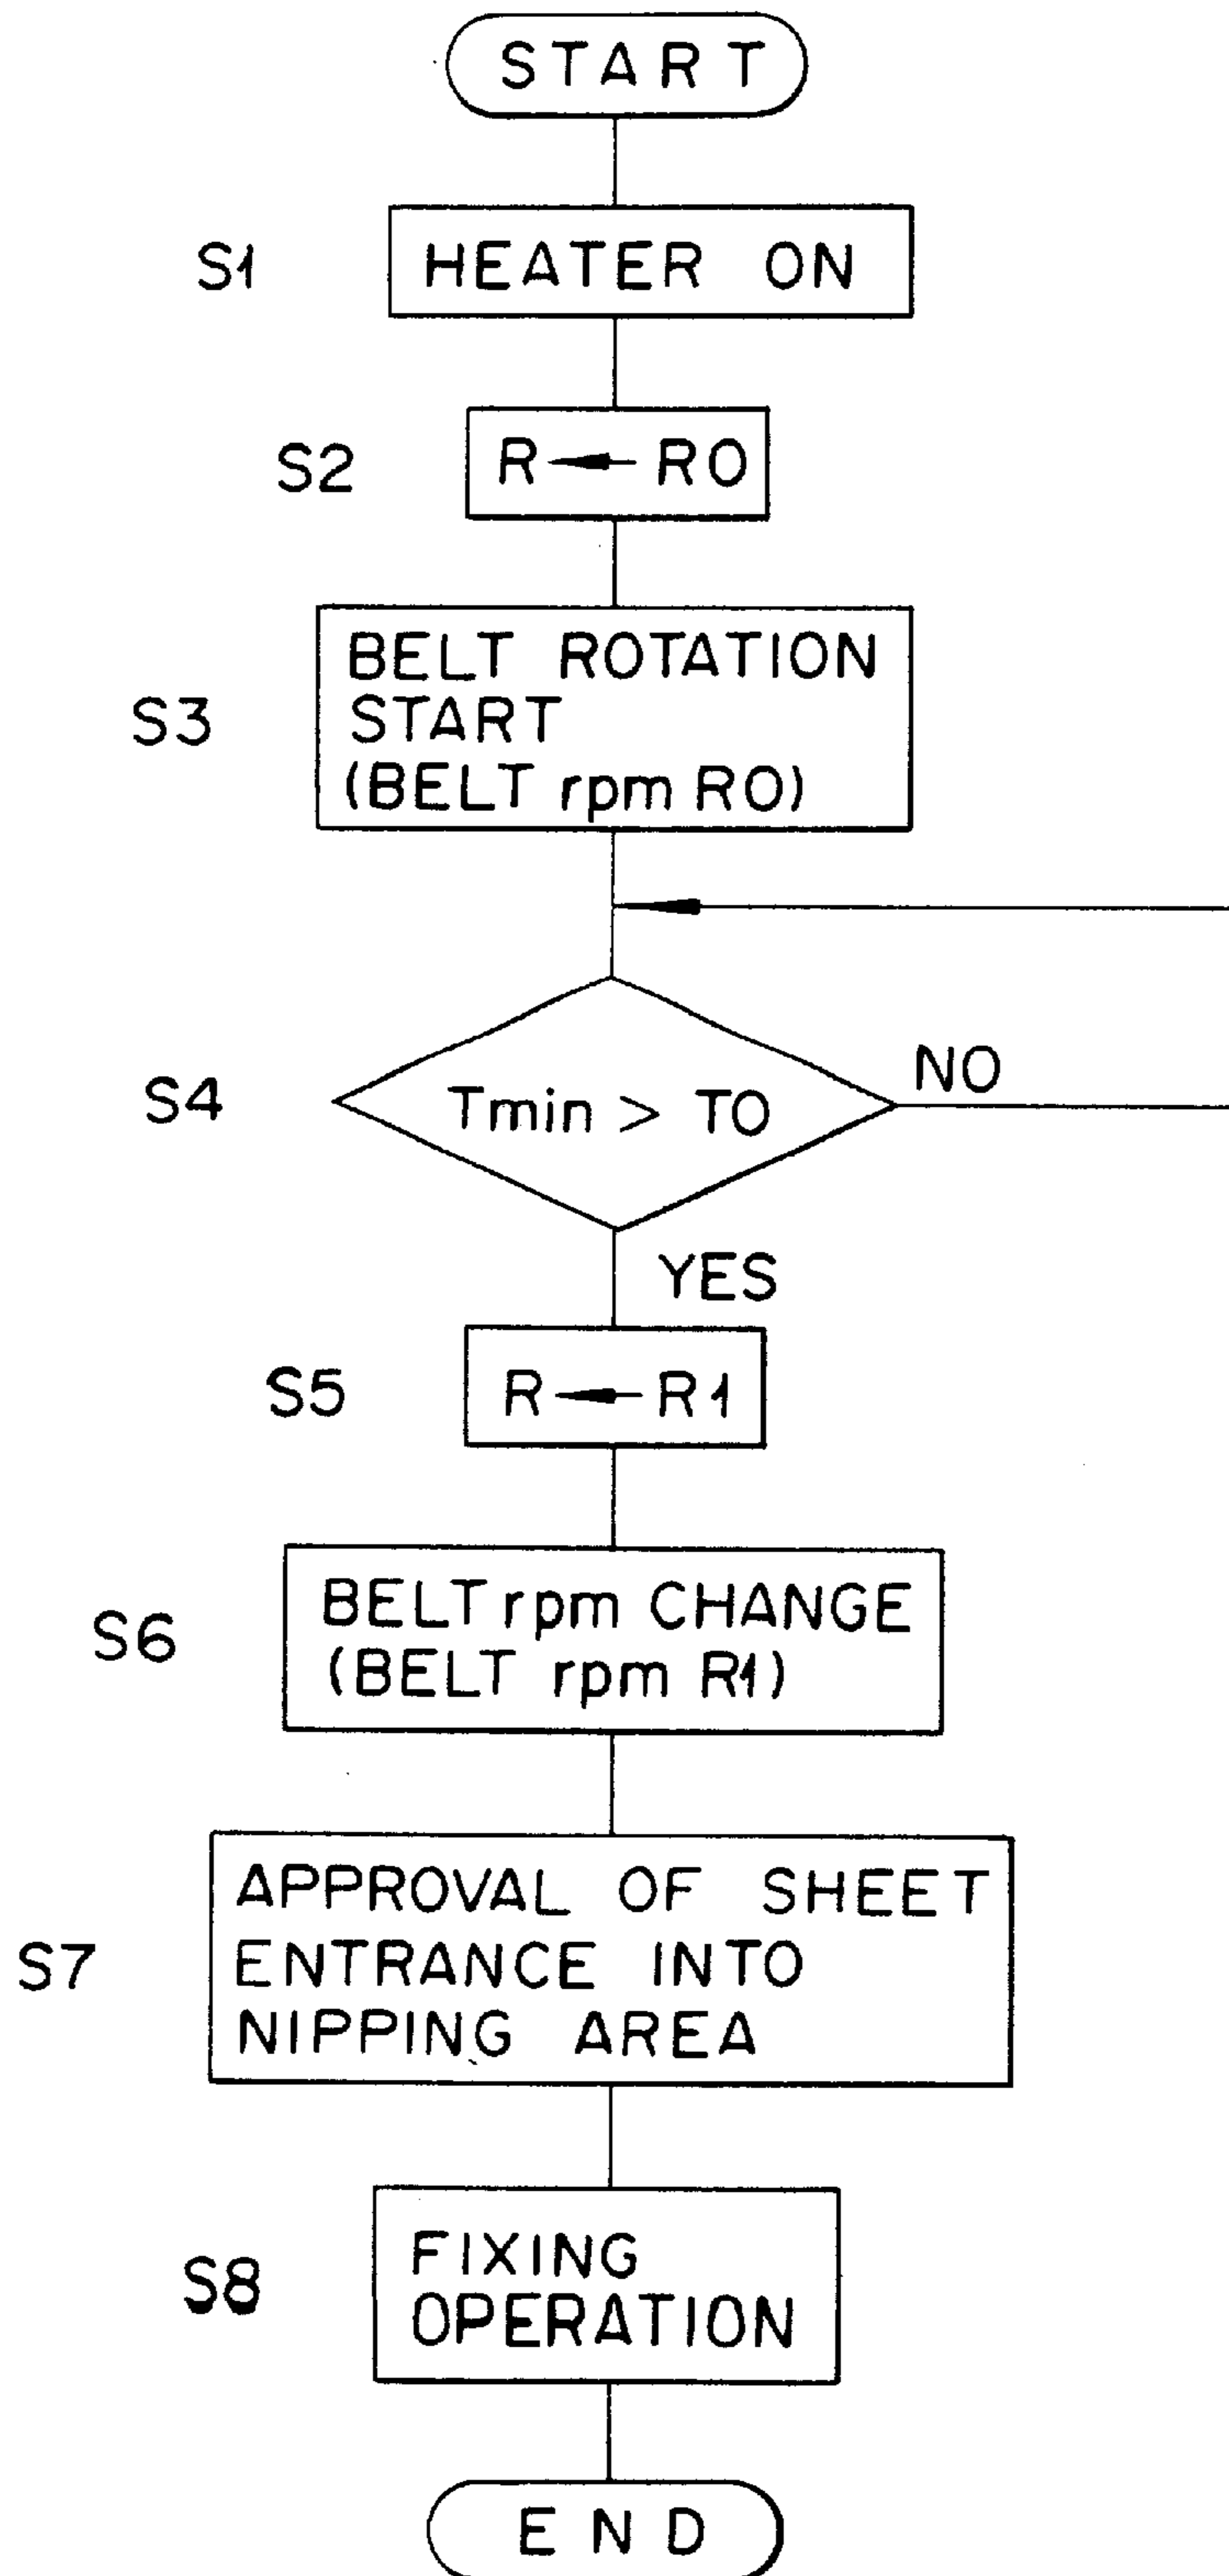 START
S1 HEATER ON
S2 R ← R0
S3 BELT ROTATION
START
(BELT rpm R0)
S4 Tmin > T0 NO
YES
S5 R ← R1
S6 BELT rpm CHANGE
(BELT rpm R1)
S7 APPROVAL OF SHEET
ENTRANCE INTO
NIPPING AREA
S8 FIXING
OPERATION
END